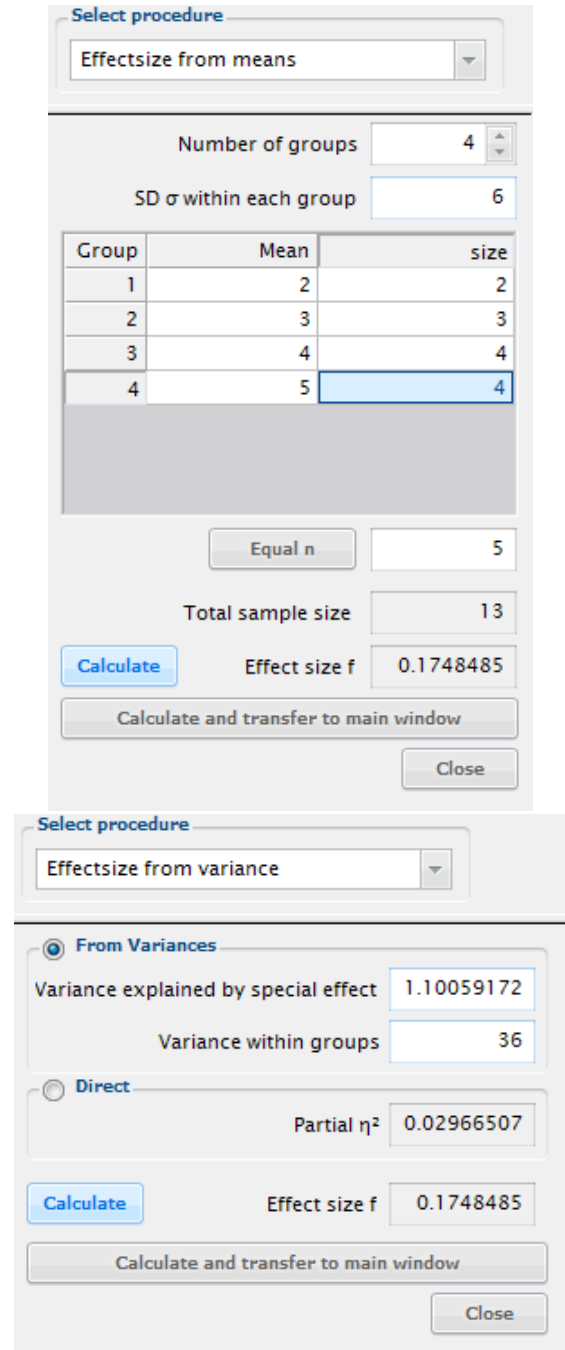 Select procedure
Effectsize from means
Number of groups 4
SD σ within each group 6
Group Mean size
1 2 2
2 3 3
3 4 4
4 5 4
Equal n 5
Total sample size 13
Calculate Effect size f 0.1748485
Calculate and transfer to main window
Close
Select procedure
Effectsize from variance
From Variances
Variance explained by special effect 1.10059172
Variance within groups 36
Direct
Partial η² 0.02966507
Calculate Effect size f 0.1748485
Calculate and transfer to main window
Close